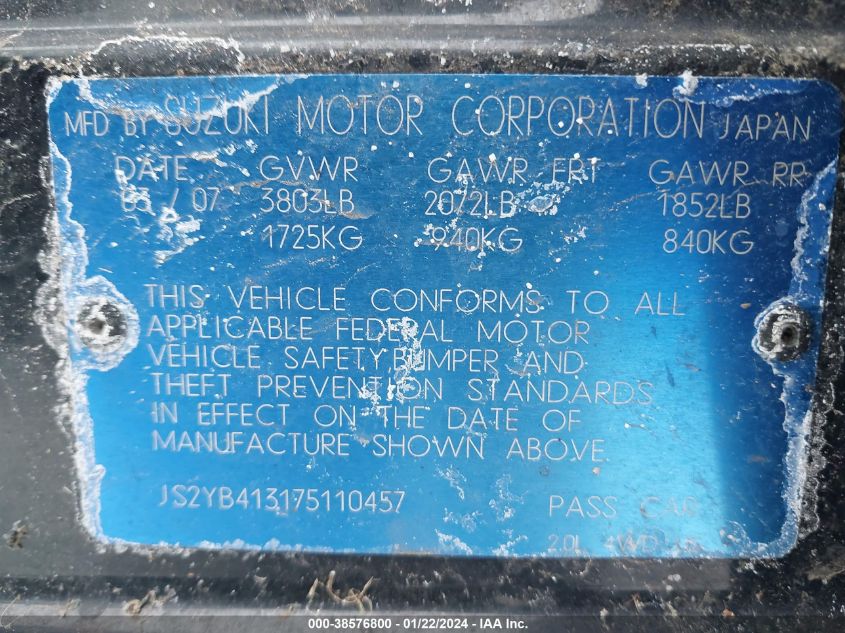 MFD BY SUZUKI MOTOR CORPORATION JAPAN
DATE GVWR GAWR FRT GAWR RR
/ 07 3803LB 2072LB 1852LB
1725KG 940KG 840KG
THIS VEHICLE CONFORMS TO ALL
APPLICABLE FEDERAL MOTOR
VEHICLE SAFETY BUMPER AND
THEFT PREVENTION STANDARDS
IN EFFECT ON THE DATE OF
MANUFACTURE SHOWN ABOVE.
JS2YB413175110457 PASS CAR
2.0L 4WD
000-38576800 - 01/22/2024 - IAA Inc.